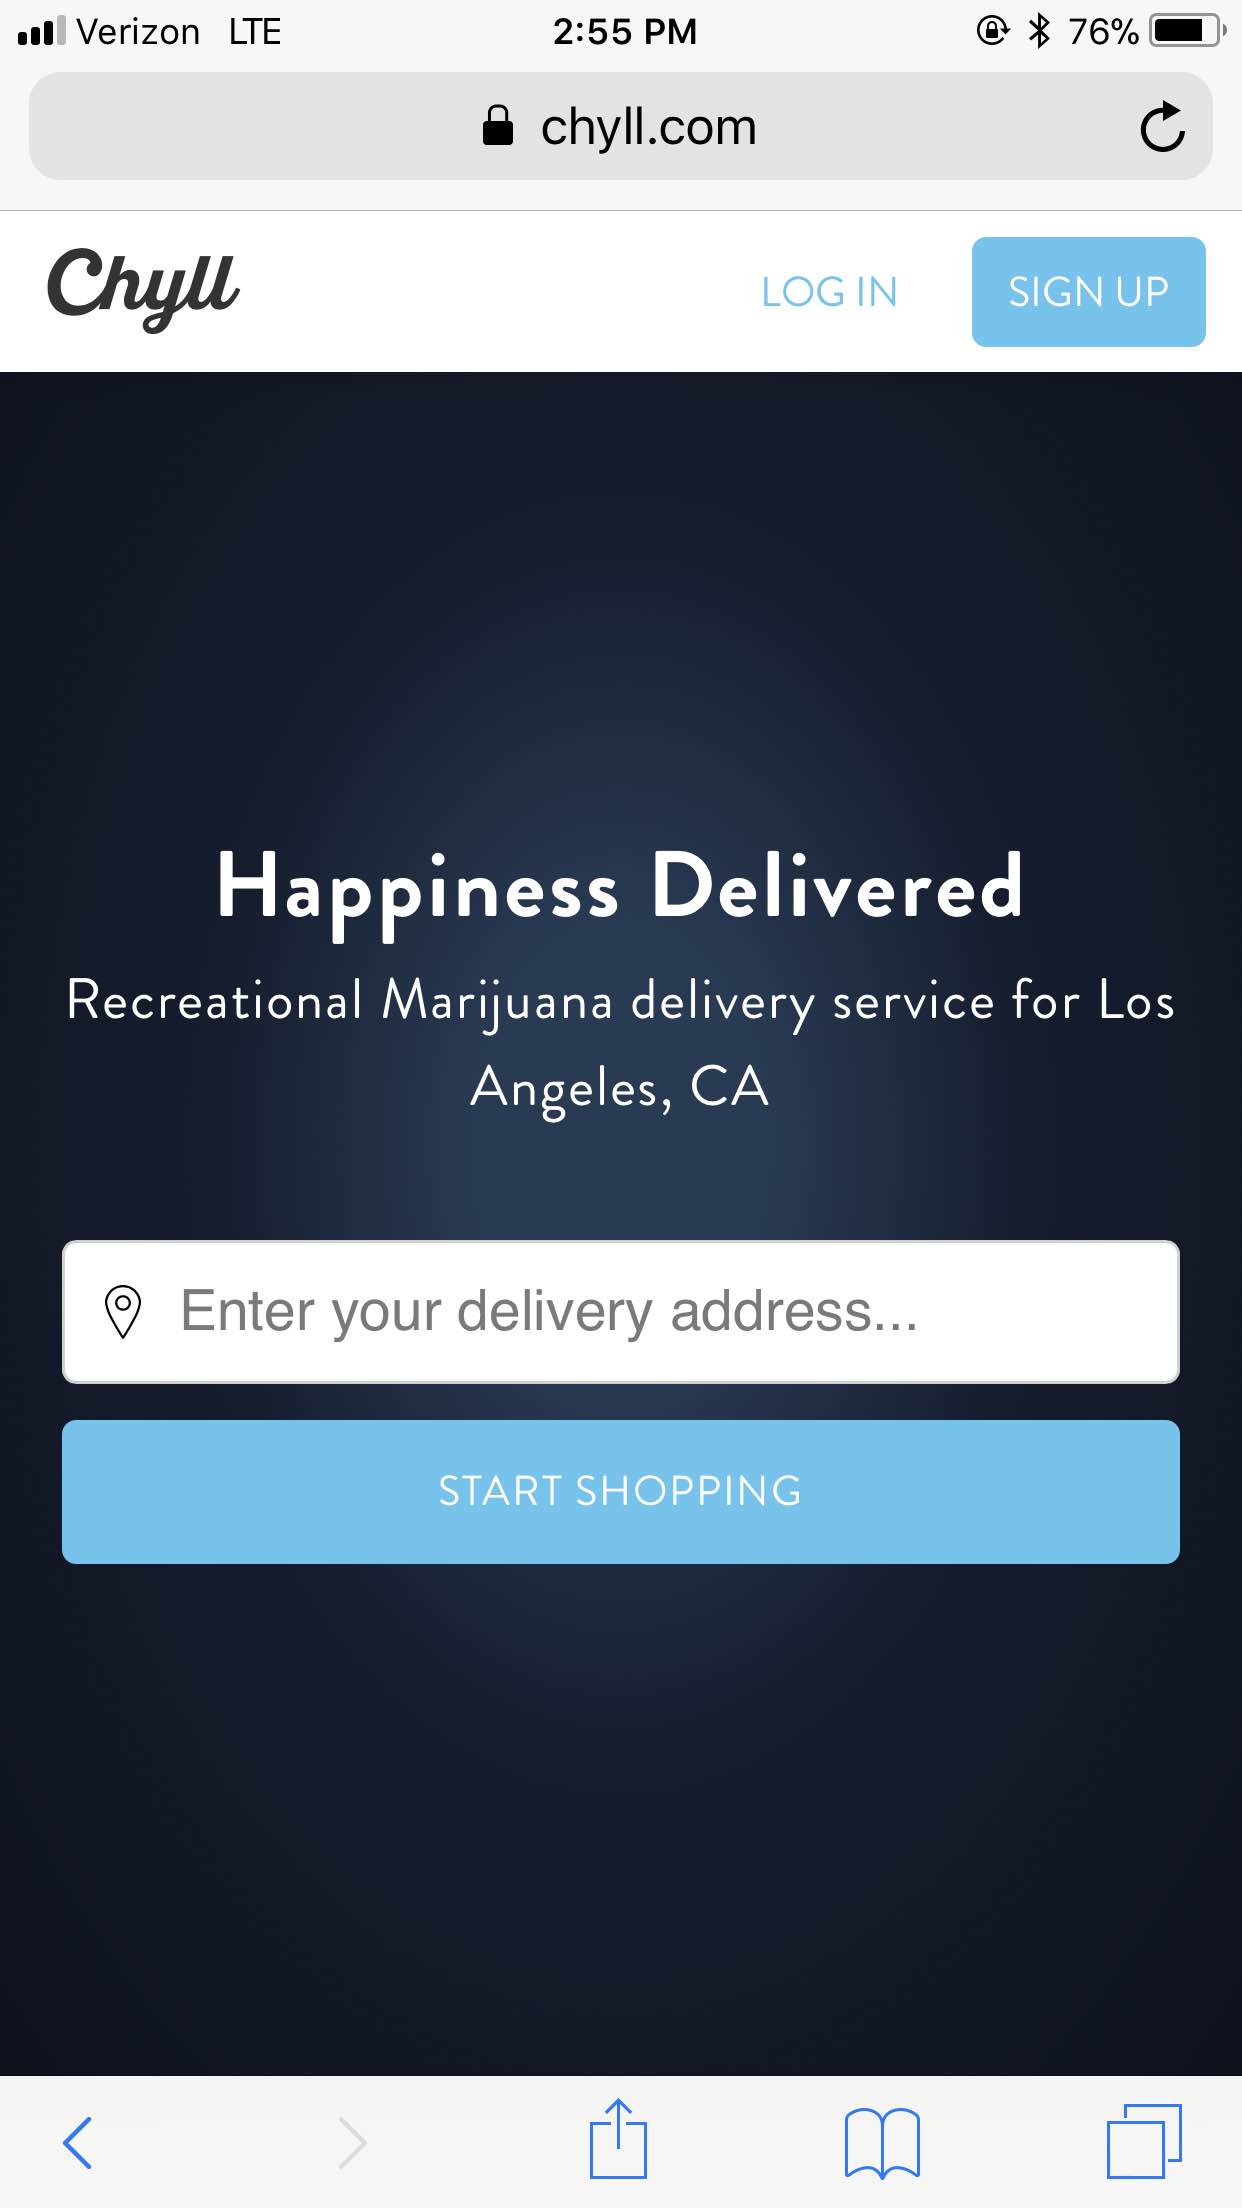 Verizon LTE 2:55 PM 76%
chyll.com
Chyll LOG IN SIGN UP
Happiness Delivered
Recreational Marijuana delivery service for Los
Angeles, CA
Enter your delivery address...
START SHOPPING